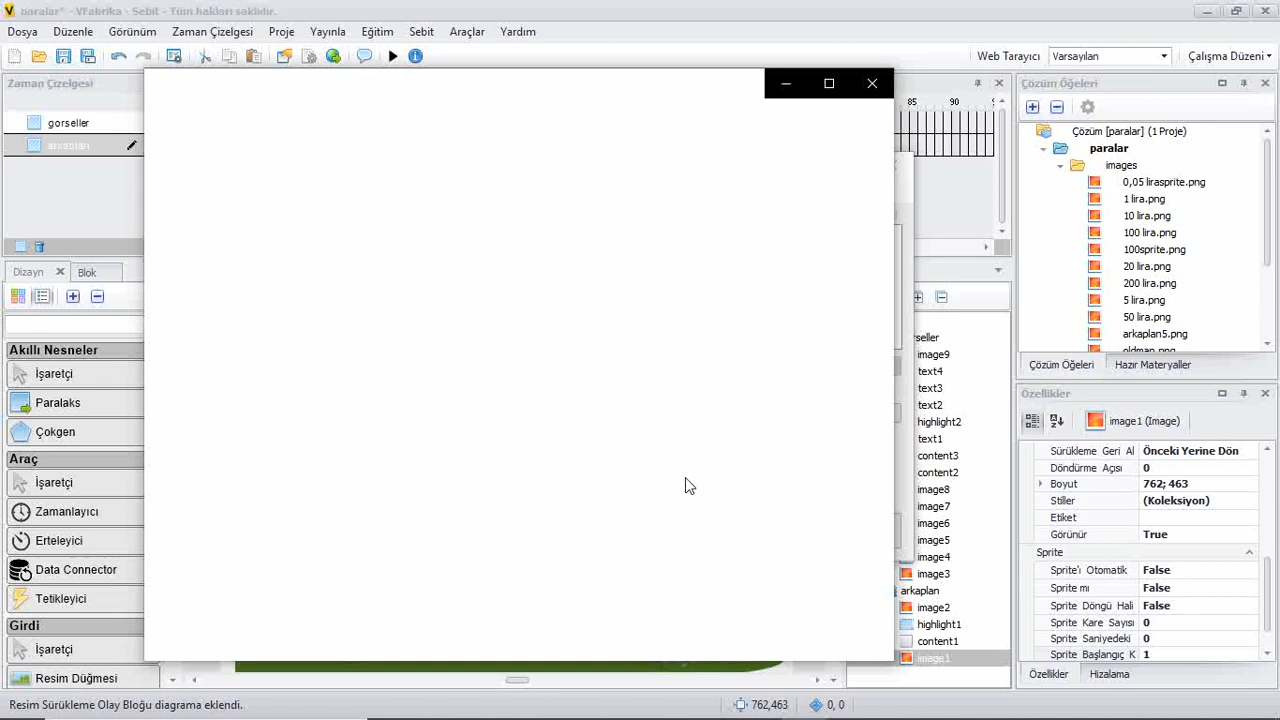 paralar* - VFabrika - Sebit - Tüm hakları saklıdır.
Dosya Düzenle Görünüm Zaman Çizelgesi Proje Yayınla Eğitim Sebit Araçlar Yardım
Web Tarayıcı Varsayılan Çalışma Düzeni
Zaman Çizelgesi
85 90
gorseller
arkaplan
Dizayn Blok
Akıllı Nesneler
İşaretçi
Paralaks
Çokgen
Araç
İşaretçi
Zamanlayıcı
Erteleyici
Data Connector
Tetikleyici
Girdi
İşaretçi
Resim Düğmesi
seller
image9
text4
text3
text2
highlight2
text1
content3
content2
image8
image7
image6
image5
image4
image3
arkaplan
image2
highlight1
content1
image1
Çözüm Öğeleri
Çözüm [paralar] (1 Proje)
paralar
images
0,05 lirasprite.png
1 lira.png
10 lira.png
100 lira.png
100sprite.png
20 lira.png
200 lira.png
5 lira.png
50 lira.png
arkaplan5.png
oldman.png
Çözüm Öğeleri Hazır Materyaller
Özellikler
image1 (Image)
Sürükleme Geri Al Önceki Yerine Dön
Döndürme Açısı 0
Boyut 762; 463
Stiller (Koleksiyon)
Etiket
Görünür True
Sprite
Sprite'ı Otomatik False
Sprite mı False
Sprite Döngü Hali False
Sprite Kare Sayısı 0
Sprite Saniyedeki 0
Sprite Başlangıç K 1
Özellikler Hizalama
Resim Sürükleme Olay Bloğu diagrama eklendi. 762,463 0, 0